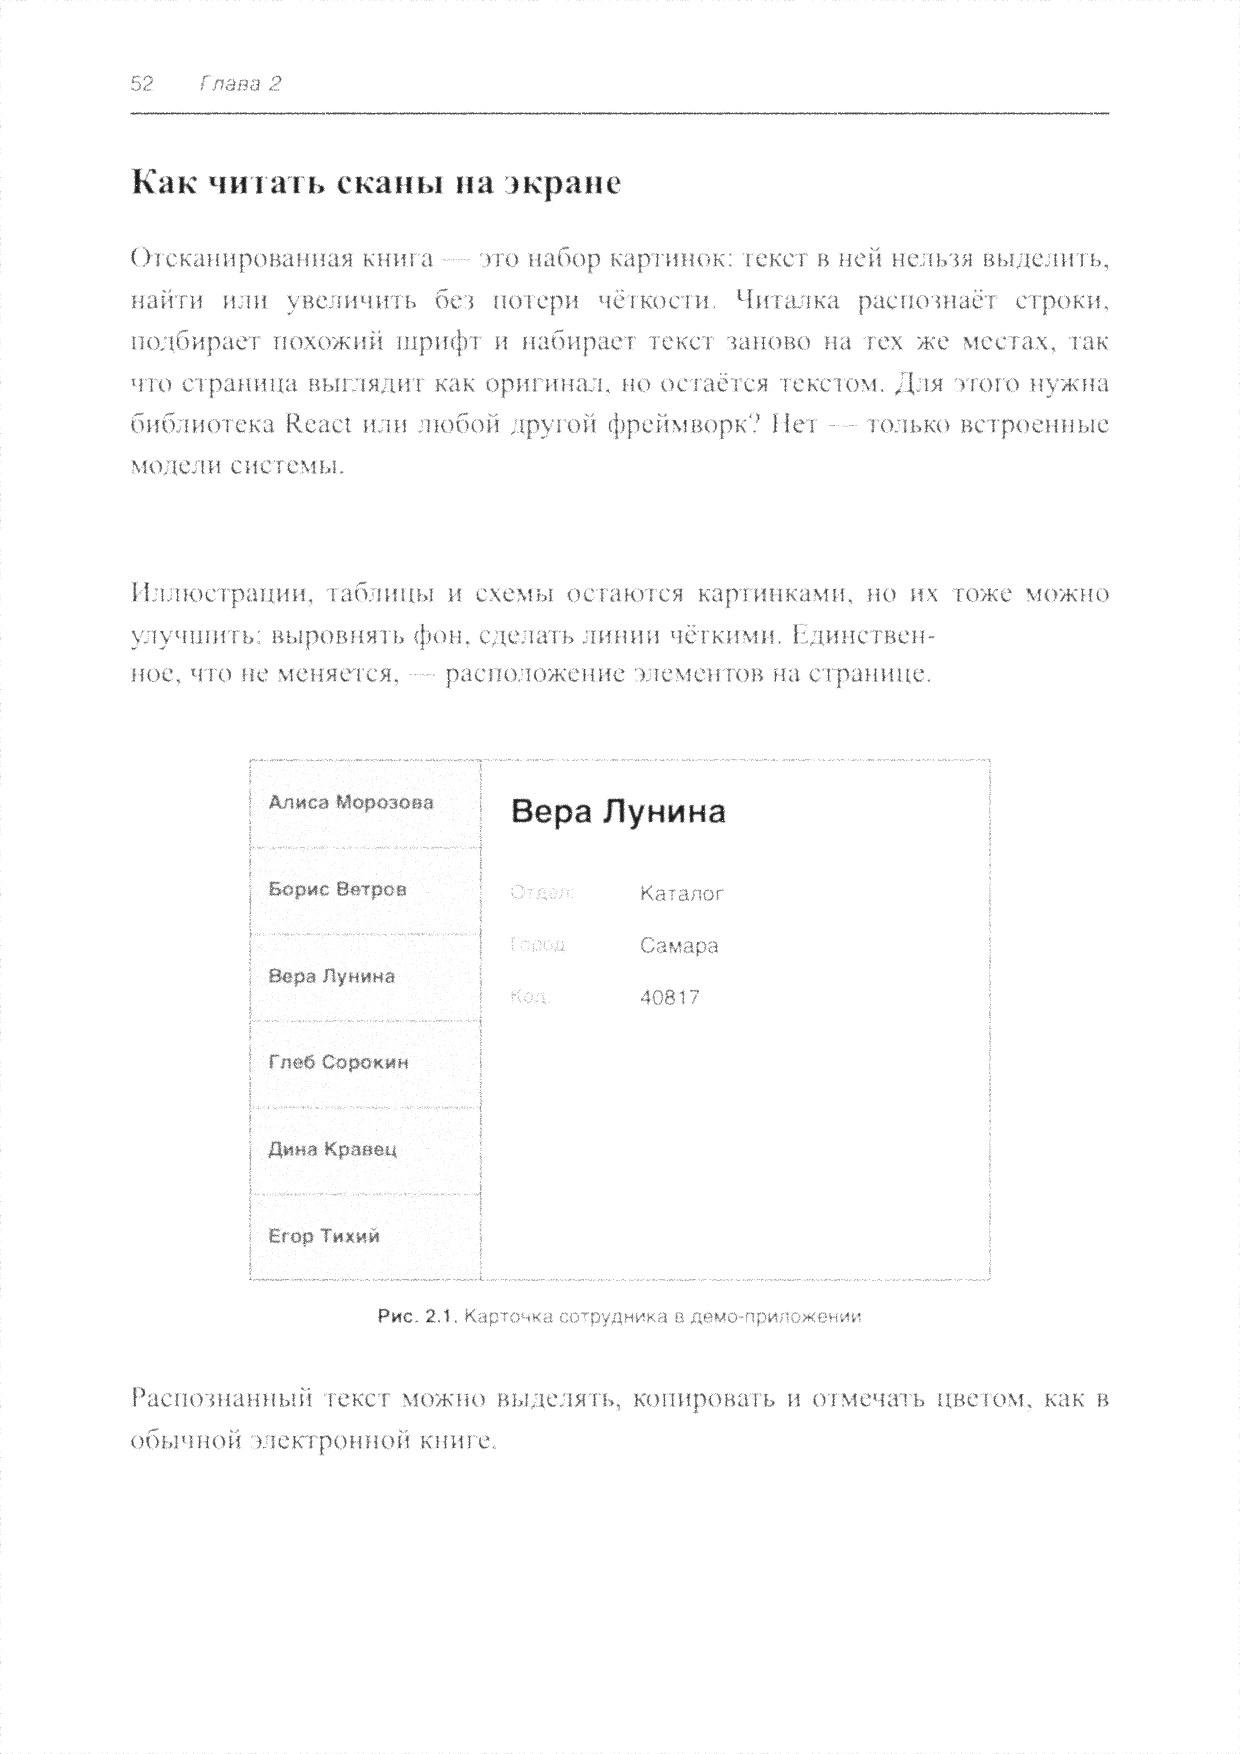 52 Глава 2
Как читать сканы на экране
Отсканированная книга — это набор картинок: текст в ней нельзя выделить,
найти или увеличить без потери чёткости. Читалка распознаёт строки,
подбирает похожий шрифт и набирает текст заново на тех же местах, так
что страница выглядит как оригинал, но остаётся текстом. Для этого нужна
библиотека React или любой другой фреймворк? Нет — только встроенные
модели системы.
Иллюстрации, таблицы и схемы остаются картинками, но их тоже можно
улучшить: выровнять фон, сделать линии чёткими. Единствен-
ное, что не меняется, — расположение элементов на странице.
Алиса Морозова
Борис Ветров
Вера Лунина
Глеб Сорокин
Дина Кравец
Егор Тихий
Вера Лунина
Отдел: Каталог
Город: Самара
Код: 40817
Рис. 2.1. Карточка сотрудника в демо-приложении
Распознанный текст можно выделять, копировать и отмечать цветом, как в
обычной электронной книге.